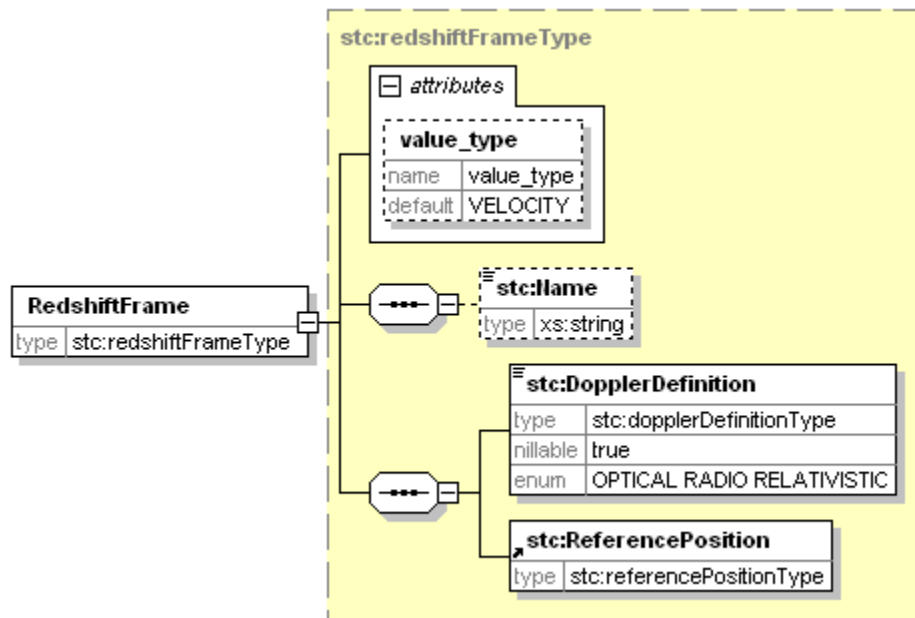 stc:redshiftFrameType
attributes
value_type
name value_type
default VELOCITY
RedshiftFrame
type stc:redshiftFrameType
stc:Name
type xs:string
stc:DopplerDefinition
type stc:dopplerDefinitionType
nillable true
enum OPTICAL RADIO RELATIVISTIC
stc:ReferencePosition
type stc:referencePositionType